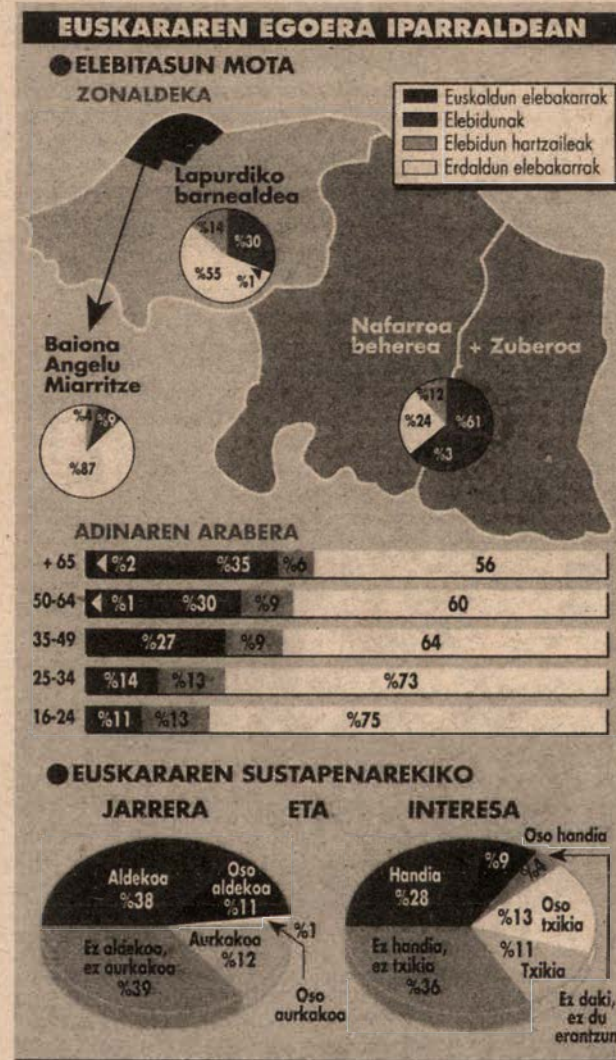 EUSKARAREN EGOERA IPARRALDEAN
●ELEBITASUN MOTA
ZONALDEKA
Euskaldun elebakarrak
Elebidunak
Elebidun hartzaileak
Erdaldun elebakarrak
Lapurdiko
barnealdea
%14
%30
%55
%1
Nafarroa
beherea + Zuberoa
%12
%24
%61
%3
Baiona
Angelu
Miarritze
%4
%9
%87
ADINAREN ARABERA
+ 65 %2 %35 %6 56
50-64 %1 %30 %9 60
35-49 %27 %9 64
25-34 %14 %13 %73
16-24 %11 %13 %75
●EUSKARAREN SUSTAPENAREKIKO
JARRERA ETA INTERESA
Aldekoa
%38
Oso
aldekoa
%11
%1
Aurkakoa
%12
Ez aldekoa,
ez aurkakoa
%39
Oso
aurkakoa
Oso handia
%9
%4
Handia
%28
%13 Oso
txikia
%11
Txikia
Ez handia,
ez txikia
%36
Ez daki,
ez du
erantzun